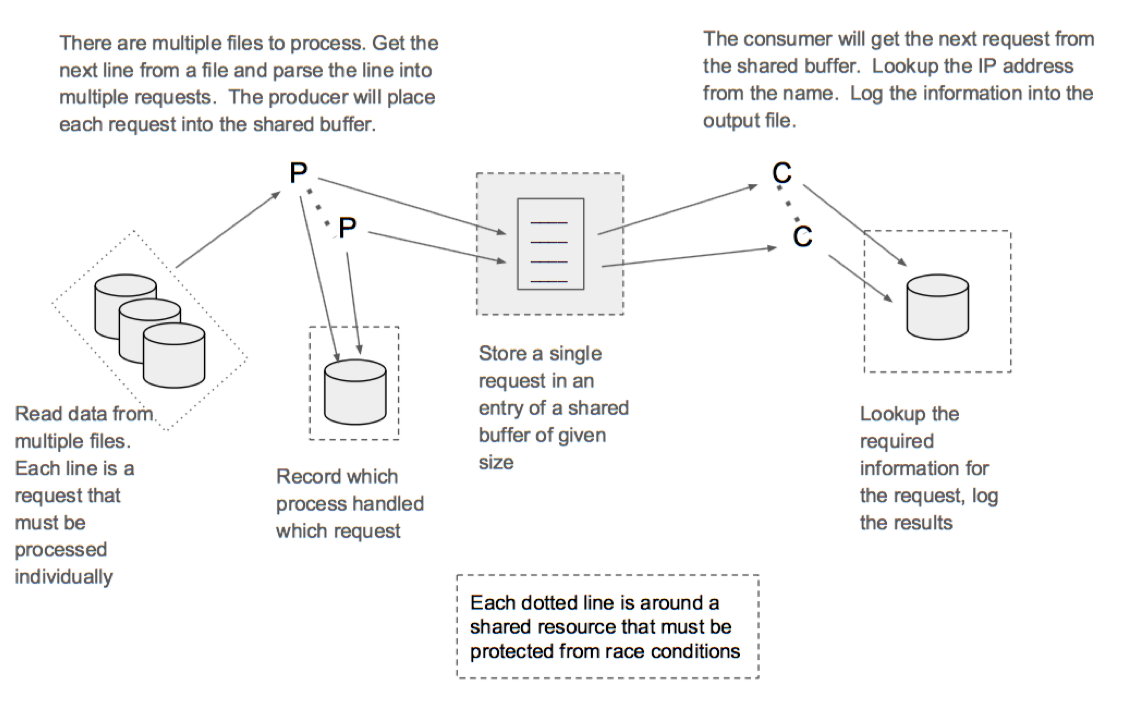 There are multiple files to process. Get the
next line from a file and parse the line into
multiple requests.  The producer will place
each request into the shared buffer.
The consumer will get the next request from
the shared buffer.  Lookup the IP address
from the name.  Log the information into the
output file.
P
P
C
C
Read data from
multiple files.
Each line is a
request that
must be
processed
individually
Record which
process handled
which request
Store a single
request in an
entry of a shared
buffer of given
size
Lookup the
required
information for
the request, log
the results
Each dotted line is around a
shared resource that must be
protected from race conditions